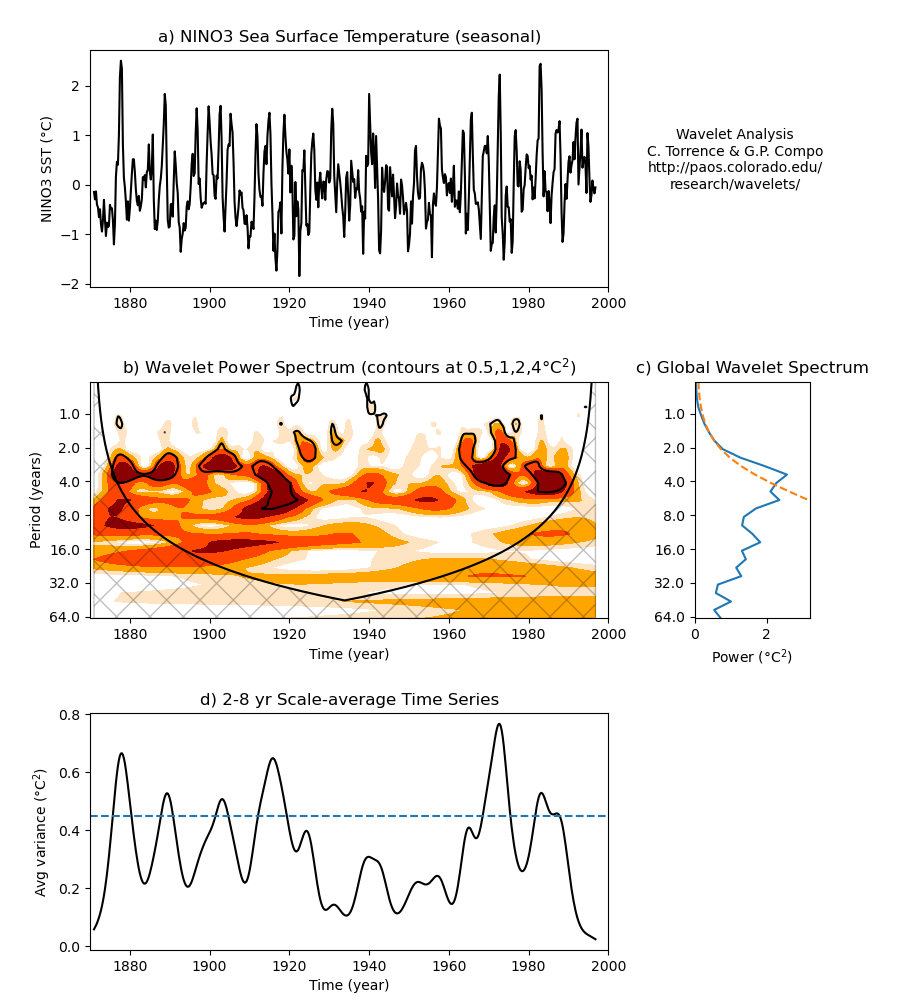 a) NINO3 Sea Surface Temperature (seasonal)
NINO3 SST (°C)
2
1
0
−1
−2
1880 1900 1920 1940 1960 1980 2000
Time (year)
Wavelet Analysis
C. Torrence & G.P. Compo
http://paos.colorado.edu/
research/wavelets/
b) Wavelet Power Spectrum (contours at 0.5,1,2,4°C²)
Period (years)
1.0
2.0
4.0
8.0
16.0
32.0
64.0
1880 1900 1920 1940 1960 1980 2000
Time (year)
c) Global Wavelet Spectrum
1.0
2.0
4.0
8.0
16.0
32.0
64.0
0 2
Power (°C²)
d) 2-8 yr Scale-average Time Series
Avg variance (°C²)
0.8
0.6
0.4
0.2
0.0
1880 1900 1920 1940 1960 1980 2000
Time (year)